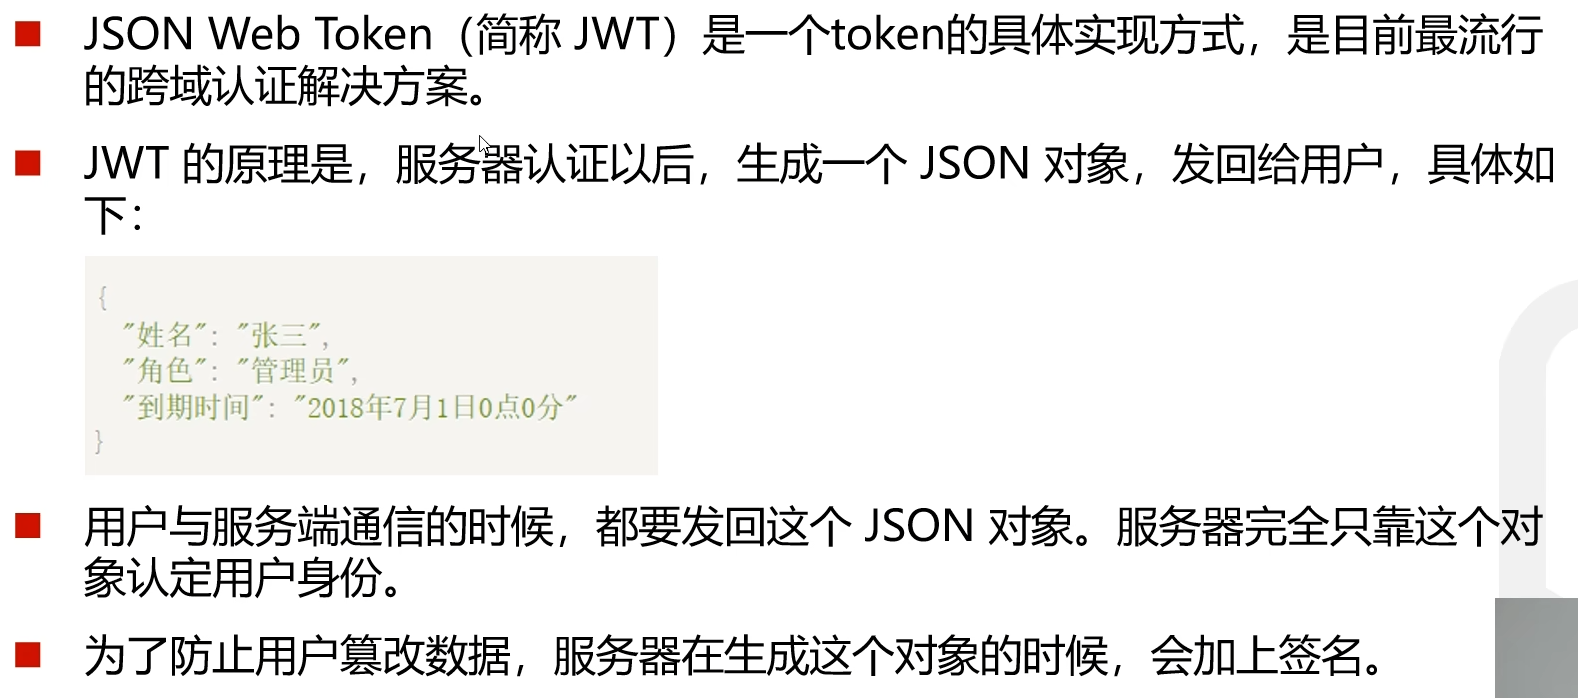 JSON Web Token（简称 JWT）是一个token的具体实现方式，是目前最流行
的跨域认证解决方案。
JWT 的原理是，服务器认证以后，生成一个 JSON 对象，发回给用户，具体如
下：
{
"姓名": "张三",
"角色": "管理员",
"到期时间": "2018年7月1日0点0分"
}
用户与服务端通信的时候，都要发回这个 JSON 对象。服务器完全只靠这个对
象认定用户身份。
为了防止用户篡改数据，服务器在生成这个对象的时候，会加上签名。